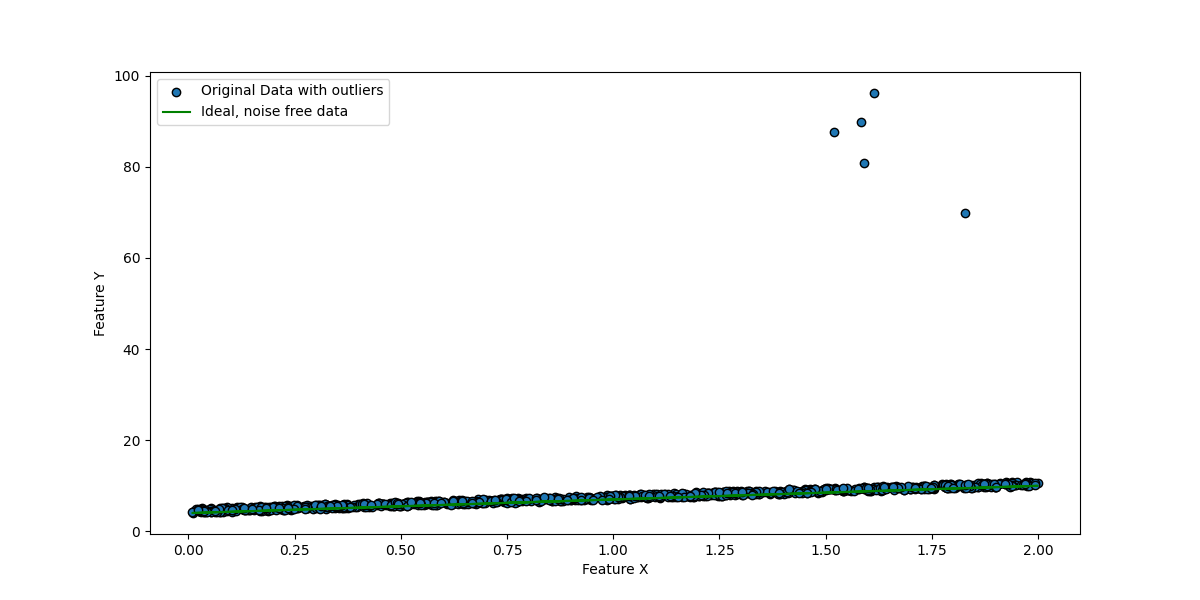 Original Data with outliers
Ideal, noise free data
Feature Y
100
80
60
40
20
0
0.00 0.25 0.50 0.75 1.00 1.25 1.50 1.75 2.00
Feature X